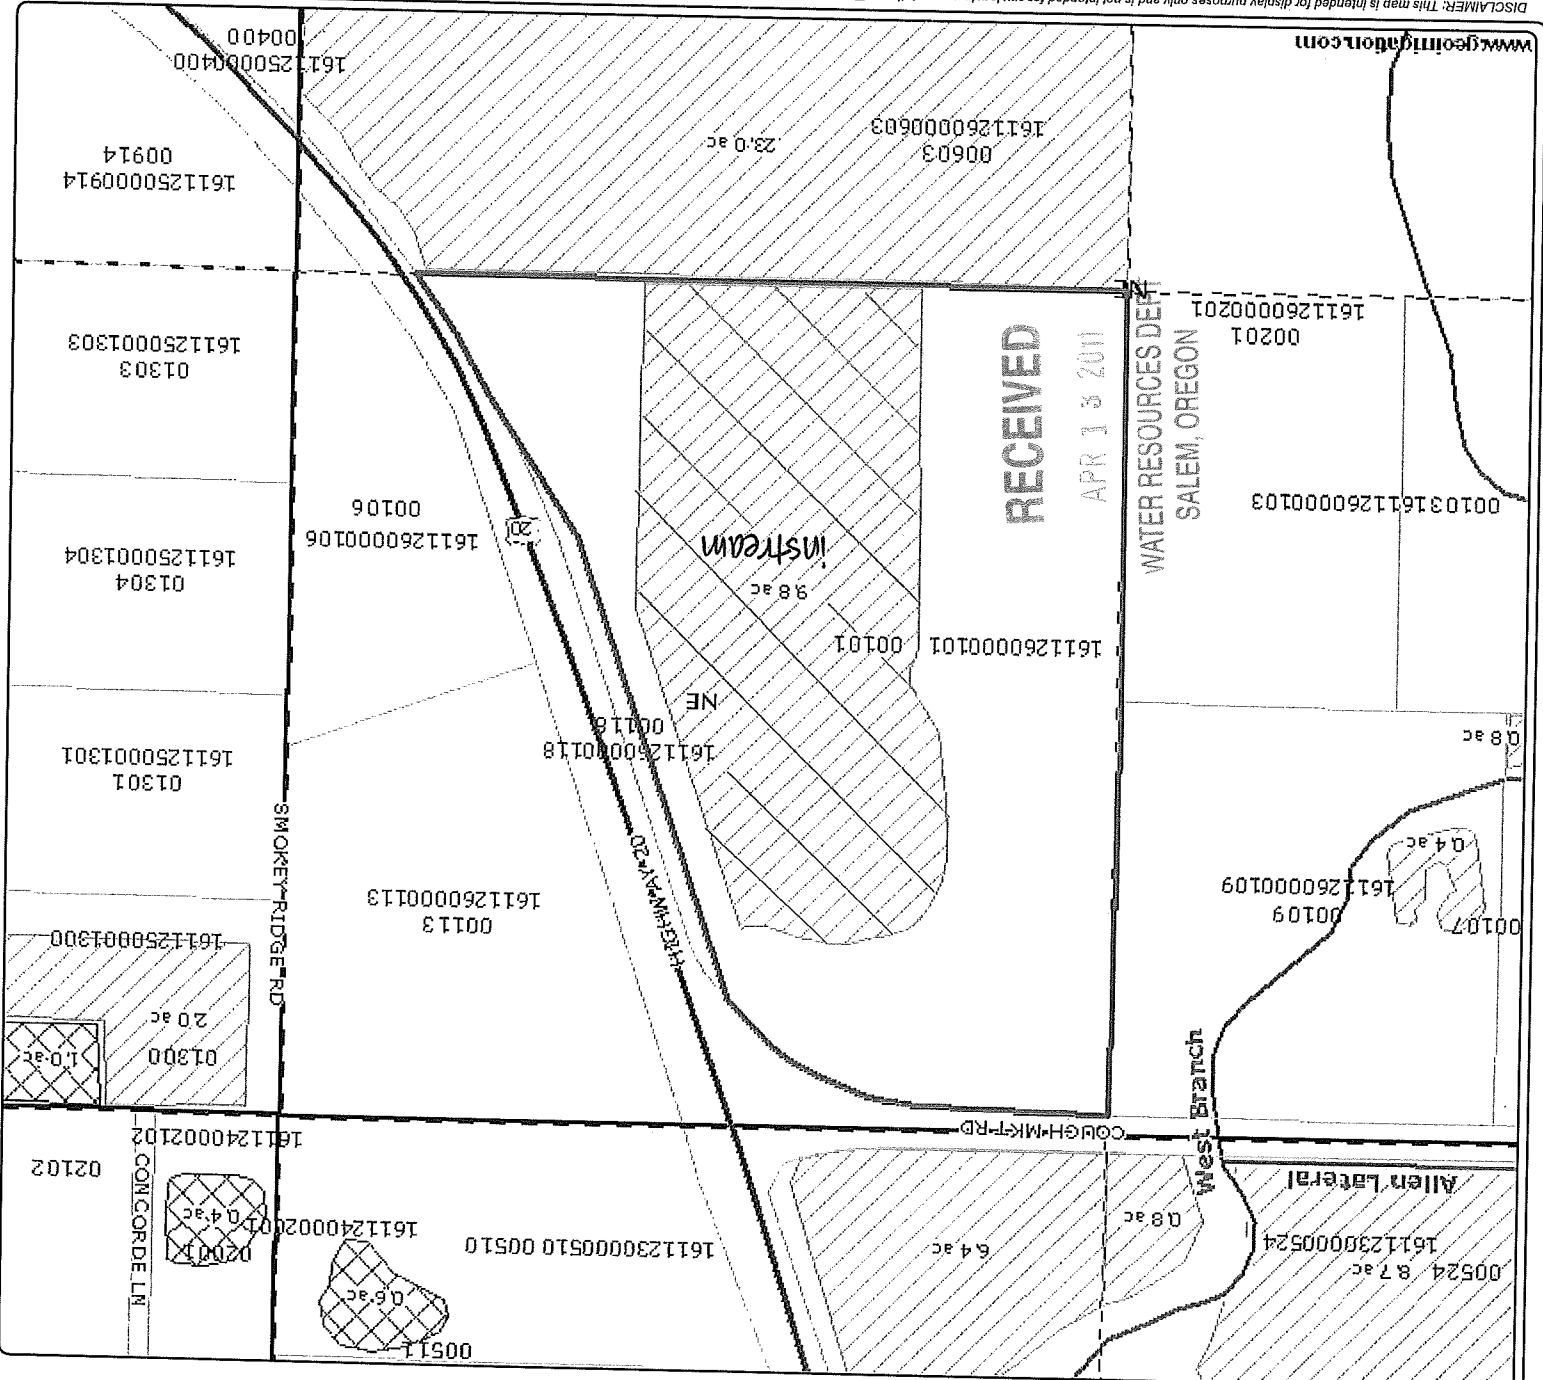 00511
0.6 ac
00510 1611230000510
6.4 ac
0.8 ac
00524 8.7 ac
1611230000524
Allen Lateral
West Branch
02001
0.4 ac
1611240002001
CONCORDE LN
02102
1611240002102
COUGH MKT RD
1.0 ac
01300
2.0 ac
1611250001300
SMOKEY RIDGE RD
00113
1611260000113
HIGHWAY 20
00107
0.4 ac
00109
1611260000109
0.8 ac
01301
1611250001301
1611260000118
00118
NE
1611260000101 00101
9.8 ac
instream
01304
1611250001304
1611260000106
00106
20
00103 1611260000103
01303
1611250001303
00201
1611260000201
RECEIVED
APR 13 2011
WATER RESOURCES DEPT
SALEM, OREGON
1611250000914
00914
00603
1611260000603
23.0 ac
1611250000400
00400
www.geoirrigation.com
DISCLAIMER: This map is intended for display purposes only and is not intended for any